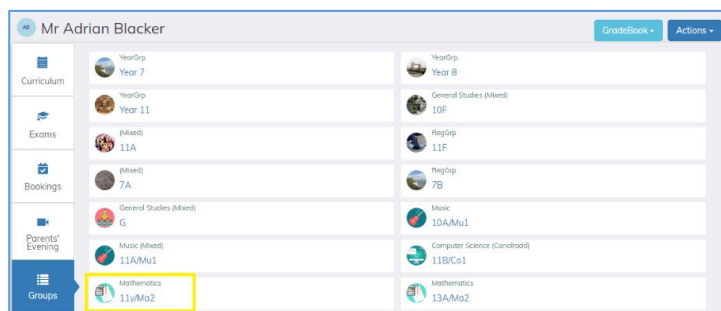 AB Mr Adrian Blacker
GradeBook
Actions
Curriculum
Exams
Bookings
Parents'
Evening
Groups
YearGrp
Year 7
YearGrp
Year 8
YearGrp
Year 11
General Studies (Mixed)
10F
(Mixed)
11A
RegGrp
11F
(Mixed)
7A
RegGrp
7B
General Studies (Mixed)
G
Music
10A/Mu1
Music (Mixed)
11A/Mu1
Computer Science (Canolradd)
11B/Co1
Mathematics
11y/Ma2
Mathematics
13A/Ma2